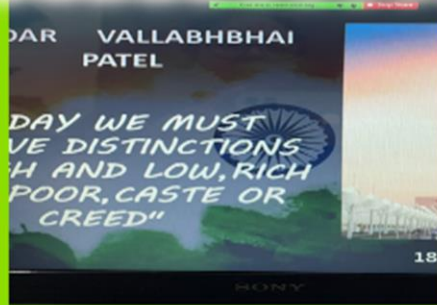 DAR VALLABHBHAI
PATEL
DAY WE MUST
VE DISTINCTIONS
H AND LOW, RICH
POOR, CASTE OR
CREED"
18
SONY